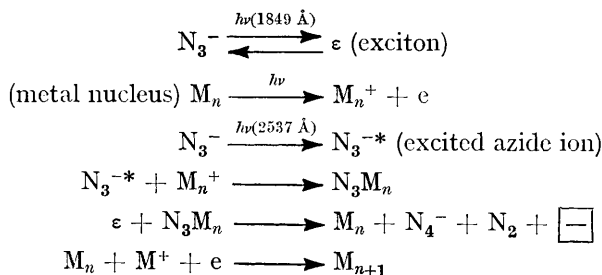 N₃⁻ hν(1849 Å) ⇄ ε (exciton)
(metal nucleus) Mₙ hν → Mₙ⁺ + e
N₃⁻ hν(2537 Å) → N₃⁻* (excited azide ion)
N₃⁻* + Mₙ⁺ → N₃Mₙ
ε + N₃Mₙ → Mₙ + N₄⁻ + N₂ + [−]
Mₙ + M⁺ + e → Mₙ₊₁